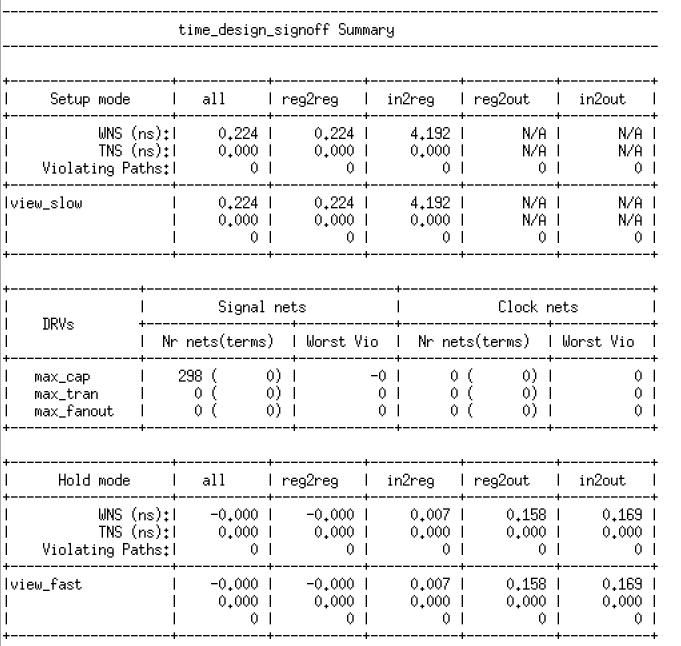 time_design_signoff Summary
Setup mode | all | reg2reg | in2reg | reg2out | in2out
WNS (ns):| 0.224 | 0.224 | 4.192 | N/A | N/A |
TNS (ns):| 0.000 | 0.000 | 0.000 | N/A | N/A |
Violating Paths:| 0 | 0 | 0 | 0 | 0 |
|view_slow | 0.224 | 0.224 | 4.192 | N/A | N/A |
| | 0.000 | 0.000 | 0.000 | N/A | N/A |
| | 0 | 0 | 0 | 0 | 0 |
| | Signal nets | Clock nets |
| DRVs
| | Nr nets(terms) | Worst Vio | Nr nets(terms) | Worst Vio |
| max_cap | 298 ( 0) | -0 | 0 ( 0) | 0 |
| max_tran | 0 ( 0) | 0 | 0 ( 0) | 0 |
| max_fanout | 0 ( 0) | 0 | 0 ( 0) | 0 |
| Hold mode | all | reg2reg | in2reg | reg2out | in2out |
| WNS (ns):| -0.000 | -0.000 | 0.007 | 0.158 | 0.169 |
| TNS (ns):| 0.000 | 0.000 | 0.000 | 0.000 | 0.000 |
| Violating Paths:| 0 | 0 | 0 | 0 | 0 |
|view_fast | -0.000 | -0.000 | 0.007 | 0.158 | 0.169 |
| | 0.000 | 0.000 | 0.000 | 0.000 | 0.000 |
| | 0 | 0 | 0 | 0 | 0 |